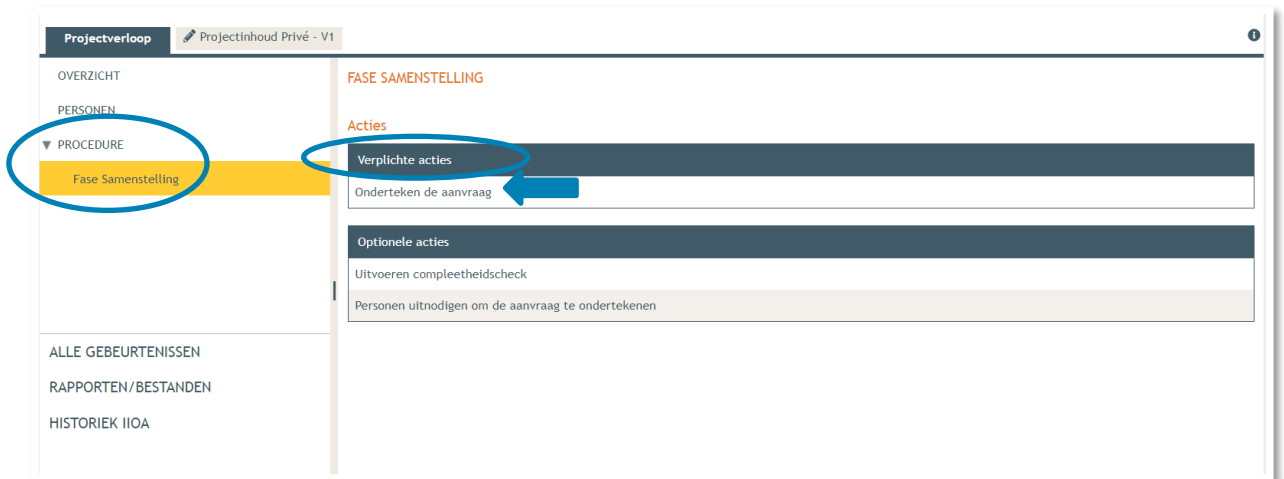 Projectverloop
Projectinhoud Privé - V1
OVERZICHT
PERSONEN
PROCEDURE
Fase Samenstelling
ALLE GEBEURTENISSEN
RAPPORTEN/BESTANDEN
HISTORIEK IIOA
FASE SAMENSTELLING
Acties
Verplichte acties
Onderteken de aanvraag
Optionele acties
Uitvoeren compleetheidscheck
Personen uitnodigen om de aanvraag te ondertekenen